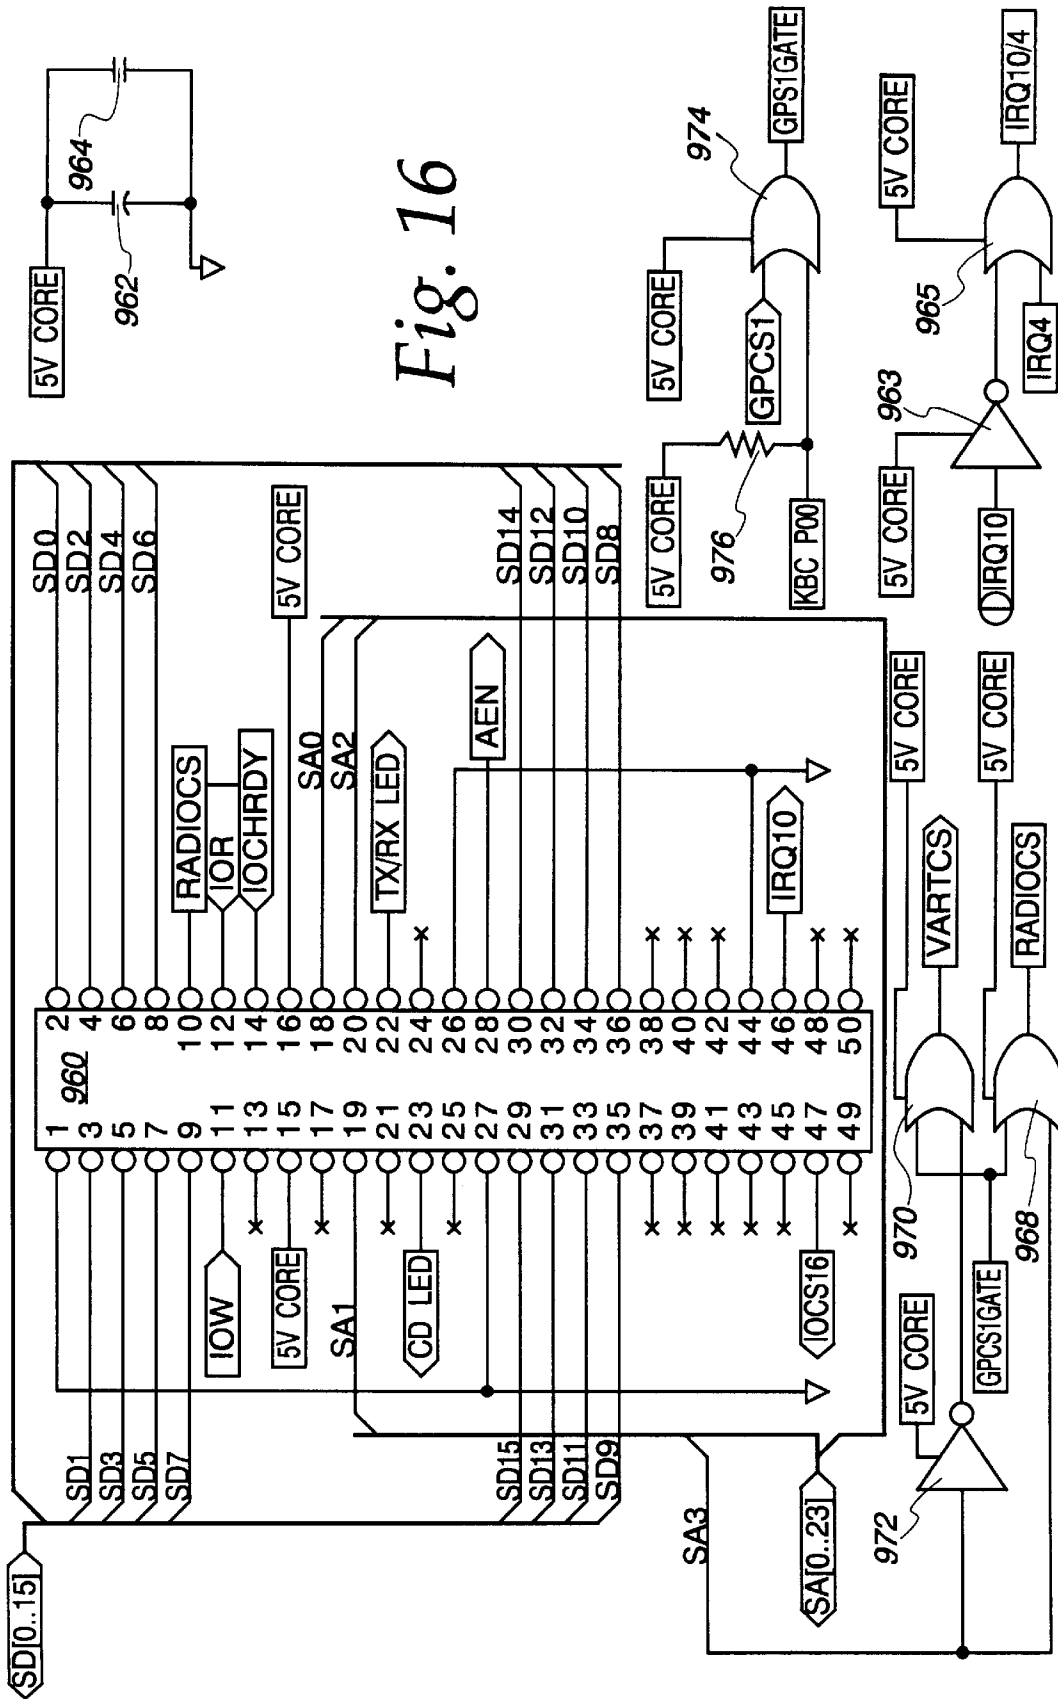 SD[0..15]
SD1
SD3
SD5
SD7
SD15
SD13
SD11
SD9
IOW
5V CORE
SA1
CD LED
IOCS16
960
1 2
3 4
5 6
7 8
9 10
11 12
13 14
15 16
17 18
19 20
21 22
23 24
25 26
27 28
29 30
31 32
33 34
35 36
37 38
39 40
41 42
43 44
45 46
47 48
49 50
SD0
SD2
SD4
SD6
RADIOCS
IOR
IOCHRDY
5V CORE
SA0
SA2
TX/RX LED
AEN
SD14
SD12
SD10
SD8
IRQ10
5V CORE
962
964
Fig. 16
SA3
SA[0..23]
972
5V CORE
GPCS1GATE
970
968
5V CORE
VARTCS
5V CORE
RADIOCS
5V CORE
976
KBC P00
5V CORE
GPCS1
974
GPS1GATE
5V CORE
IRQ10
963
IRQ4
965
5V CORE
IRQ10/4